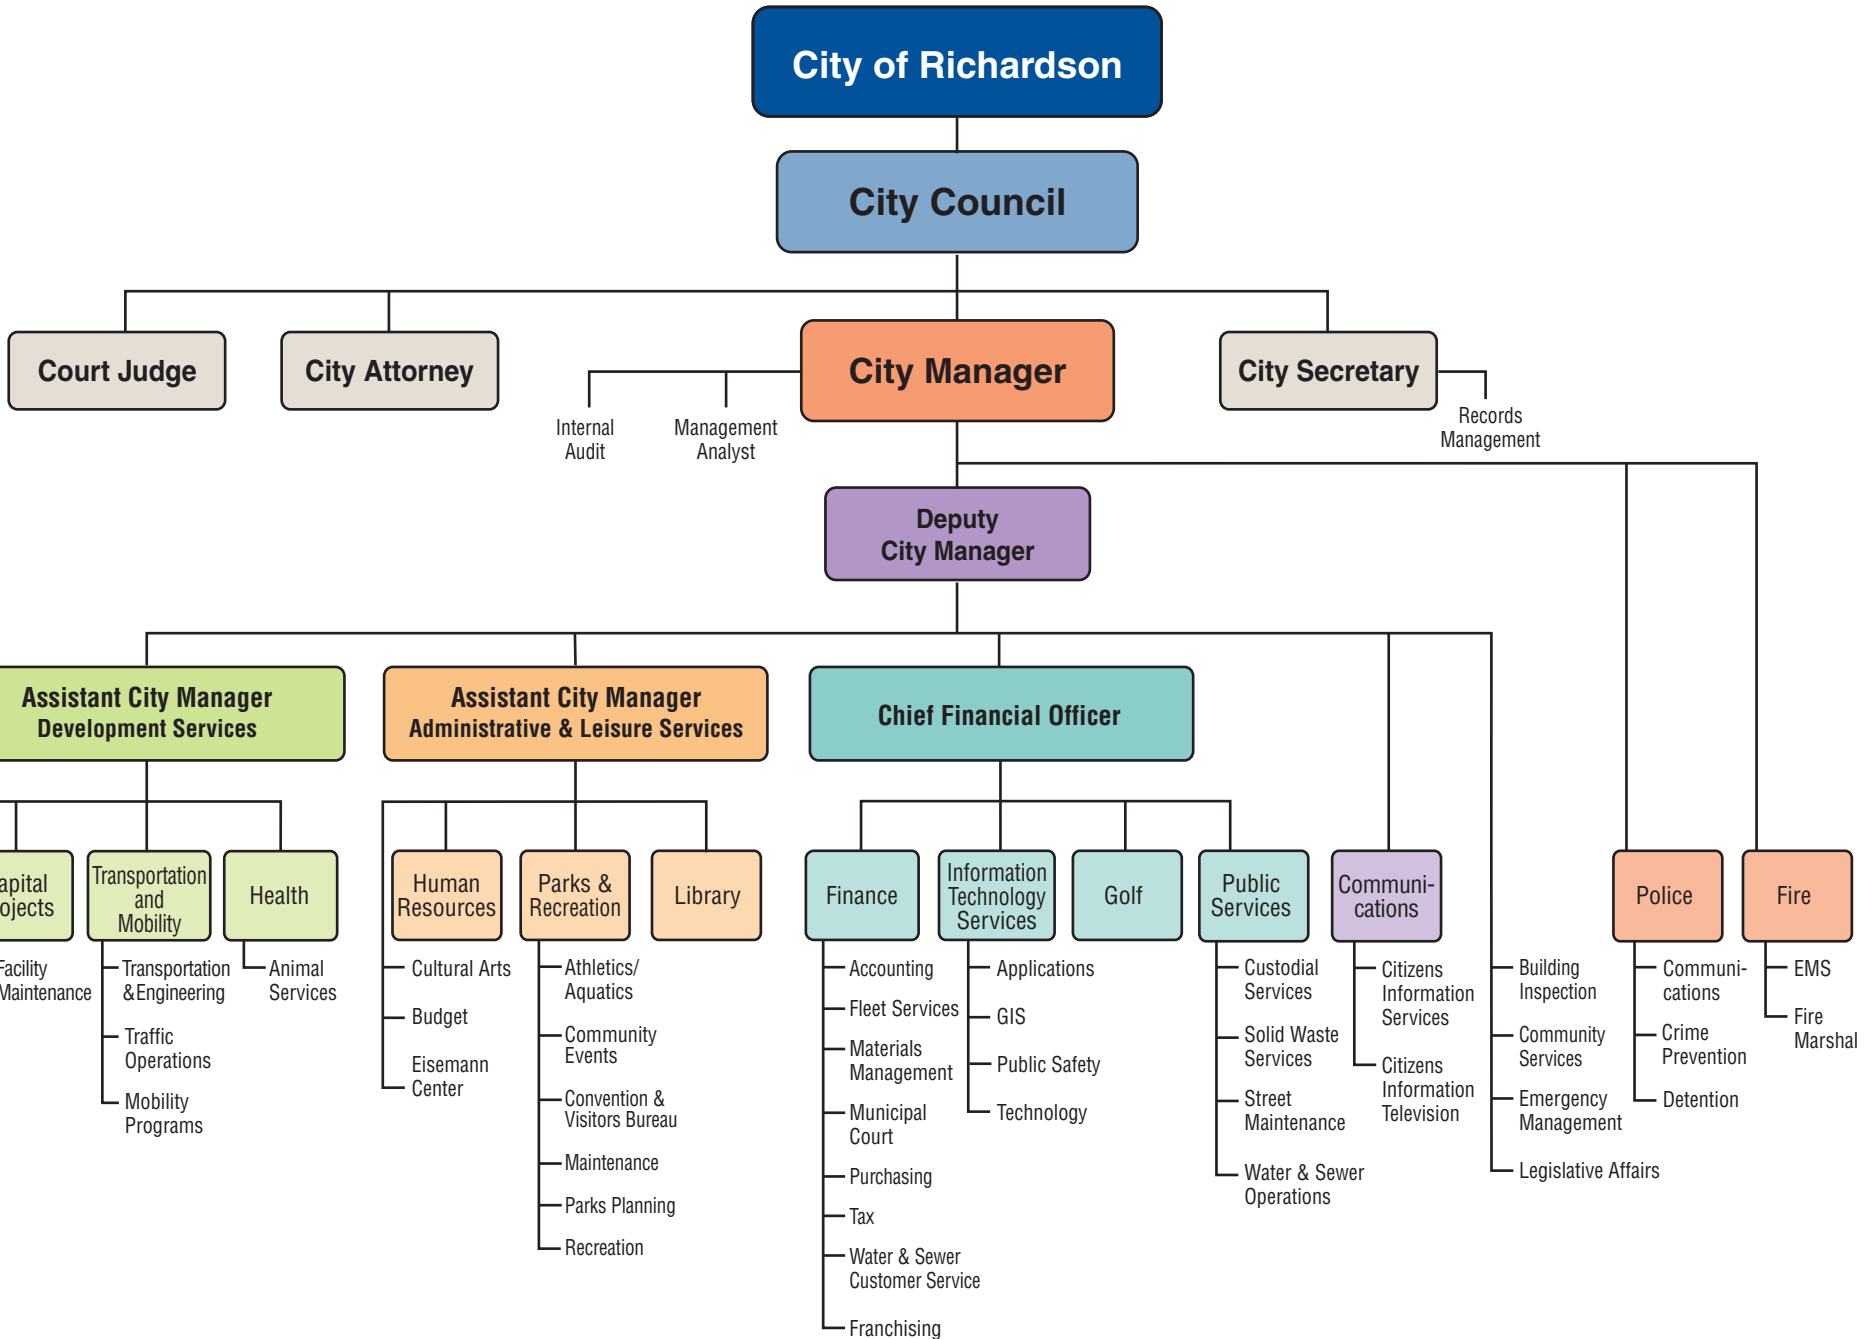 City of Richardson
City Council
Court Judge
City Attorney
City Manager
City Secretary
Internal
Audit
Management
Analyst
Records
Management
Deputy
City Manager
Assistant City Manager
Development Services
Assistant City Manager
Administrative & Leisure Services
Chief Financial Officer
apital
ojects
Transportation
and
Mobility
Health
Human
Resources
Parks &
Recreation
Library
Finance
Information
Technology
Services
Golf
Public
Services
Communi-
cations
Police
Fire
Facility
Maintenance
Transportation
& Engineering
Traffic
Operations
Mobility
Programs
Animal
Services
Cultural Arts
Budget
Eisemann
Center
Athletics/
Aquatics
Community
Events
Convention &
Visitors Bureau
Maintenance
Parks Planning
Recreation
Accounting
Fleet Services
Materials
Management
Municipal
Court
Purchasing
Tax
Water & Sewer
Customer Service
Franchising
Applications
GIS
Public Safety
Technology
Custodial
Services
Solid Waste
Services
Street
Maintenance
Water & Sewer
Operations
Citizens
Information
Services
Citizens
Information
Television
Building
Inspection
Community
Services
Emergency
Management
Legislative Affairs
Communi-
cations
Crime
Prevention
Detention
EMS
Fire
Marshal